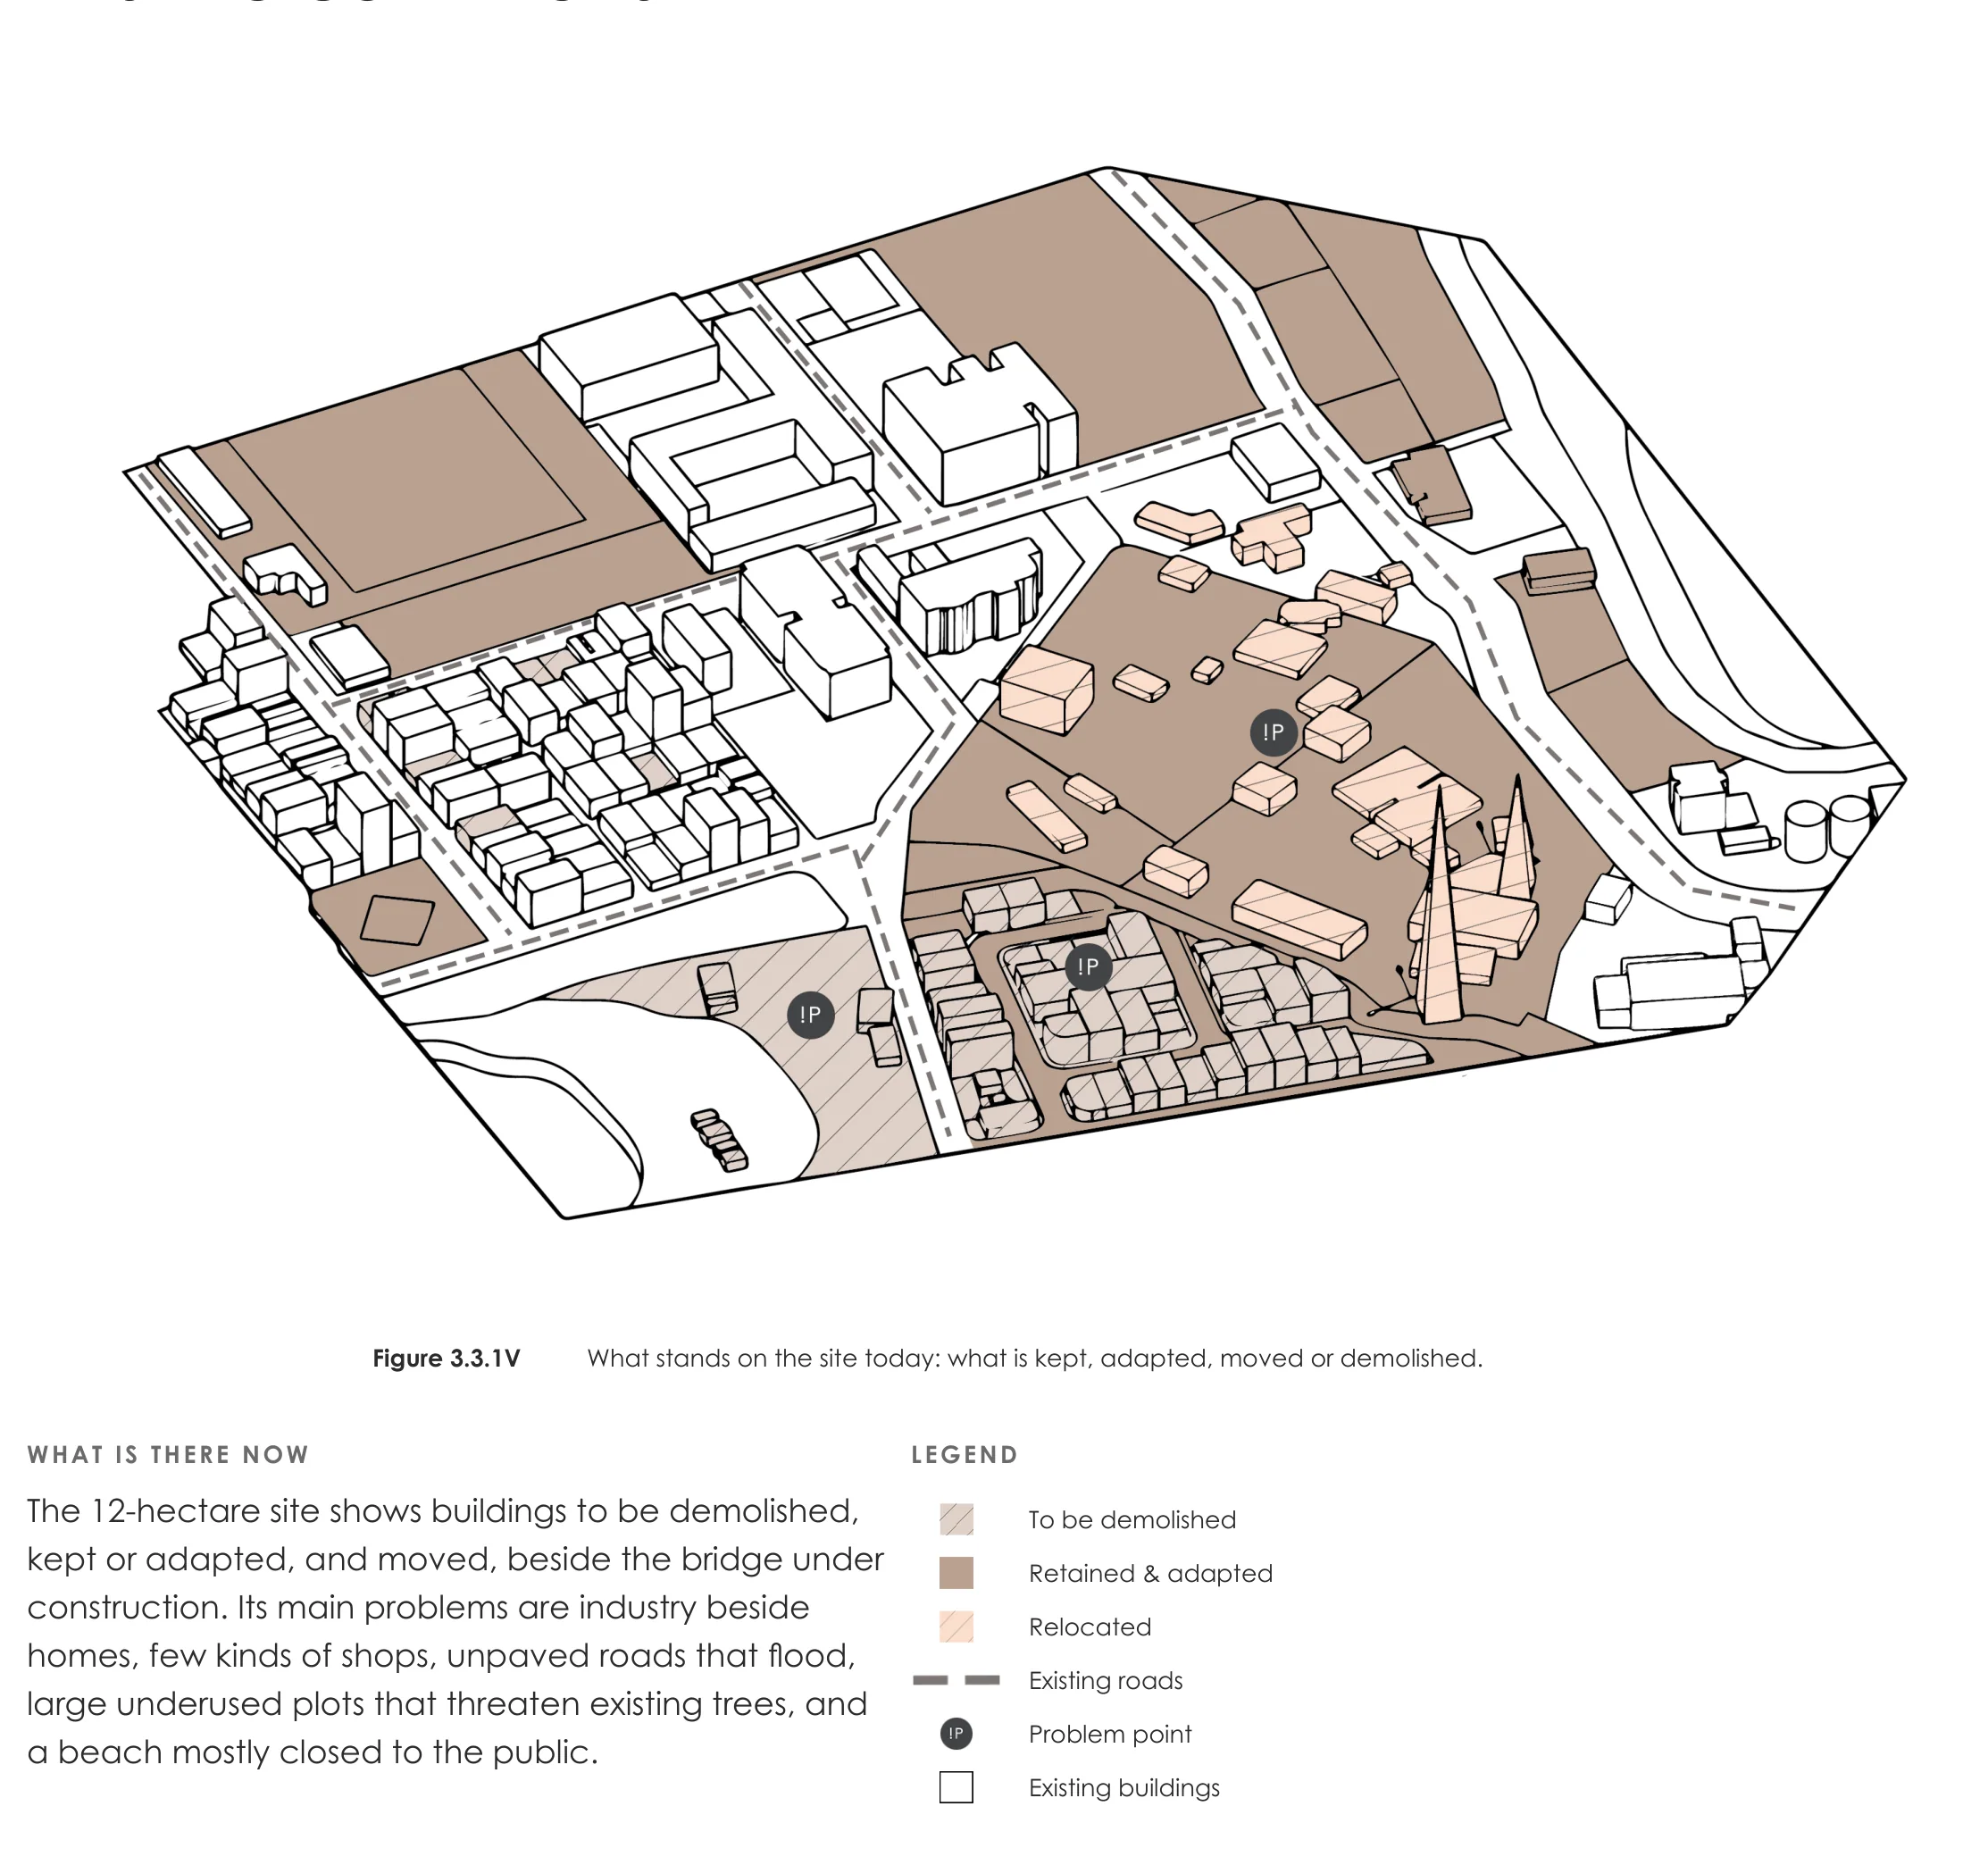 !P
!P
!P
Figure 3.3.1V What stands on the site today: what is kept, adapted, moved or demolished.
WHAT IS THERE NOW
The 12-hectare site shows buildings to be demolished,
kept or adapted, and moved, beside the bridge under
construction. Its main problems are industry beside
homes, few kinds of shops, unpaved roads that flood,
large underused plots that threaten existing trees, and
a beach mostly closed to the public.
LEGEND
To be demolished
Retained & adapted
Relocated
Existing roads
!P Problem point
Existing buildings